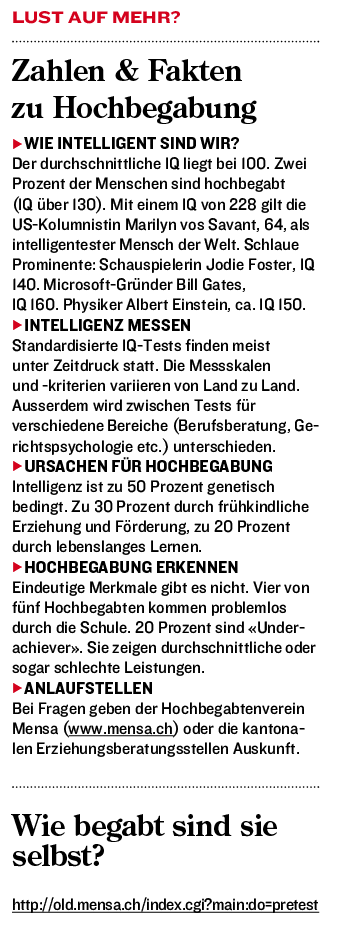 LUST AUF MEHR?
Zahlen & Fakten
zu Hochbegabung
WIE INTELLIGENT SIND WIR?
Der durchschnittliche IQ liegt bei 100. Zwei
Prozent der Menschen sind hochbegabt
(IQ über 130). Mit einem IQ von 228 gilt die
US-Kolumnistin Marilyn vos Savant, 64, als
intelligentester Mensch der Welt. Schlaue
Prominente: Schauspielerin Jodie Foster, IQ
140. Microsoft-Gründer Bill Gates,
IQ 160. Physiker Albert Einstein, ca. IQ 150.
INTELLIGENZ MESSEN
Standardisierte IQ-Tests finden meist
unter Zeitdruck statt. Die Messskalen
und -kriterien variieren von Land zu Land.
Ausserdem wird zwischen Tests für
verschiedene Bereiche (Berufsberatung, Ge-
richtspsychologie etc.) unterschieden.
URSACHEN FÜR HOCHBEGABUNG
Intelligenz ist zu 50 Prozent genetisch
bedingt. Zu 30 Prozent durch frühkindliche
Erziehung und Förderung, zu 20 Prozent
durch lebenslanges Lernen.
HOCHBEGABUNG ERKENNEN
Eindeutige Merkmale gibt es nicht. Vier von
fünf Hochbegabten kommen problemlos
durch die Schule. 20 Prozent sind «Under-
achiever». Sie zeigen durchschnittliche oder
sogar schlechte Leistungen.
ANLAUFSTELLEN
Bei Fragen geben der Hochbegabtenverein
Mensa (www.mensa.ch) oder die kantona-
len Erziehungsberatungsstellen Auskunft.
Wie begabt sind sie
selbst?
http://old.mensa.ch/index.cgi?main:do=pretest